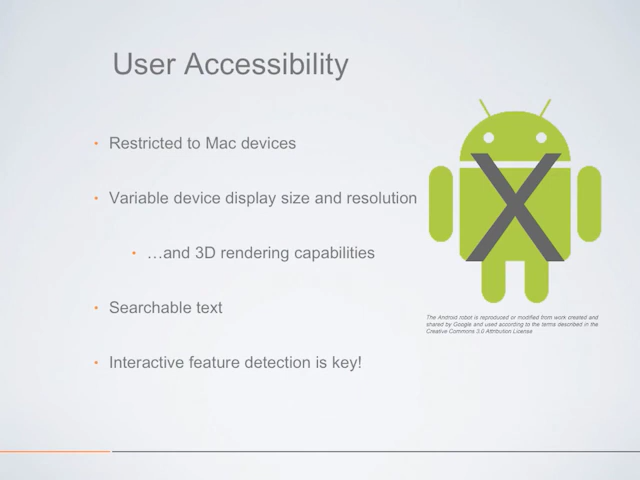 User Accessibility
• Restricted to Mac devices
• Variable device display size and resolution
• …and 3D rendering capabilities
• Searchable text
• Interactive feature detection is key!
X
The Android robot is reproduced or modified from work created and
shared by Google and used according to the terms described in the
Creative Commons 3.0 Attribution License